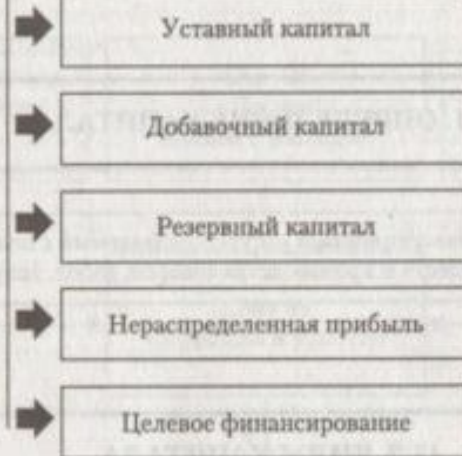 Уставный капитал
Добавочный капитал
Резервный капитал
Нераспределенная прибыль
Целевое финансирование